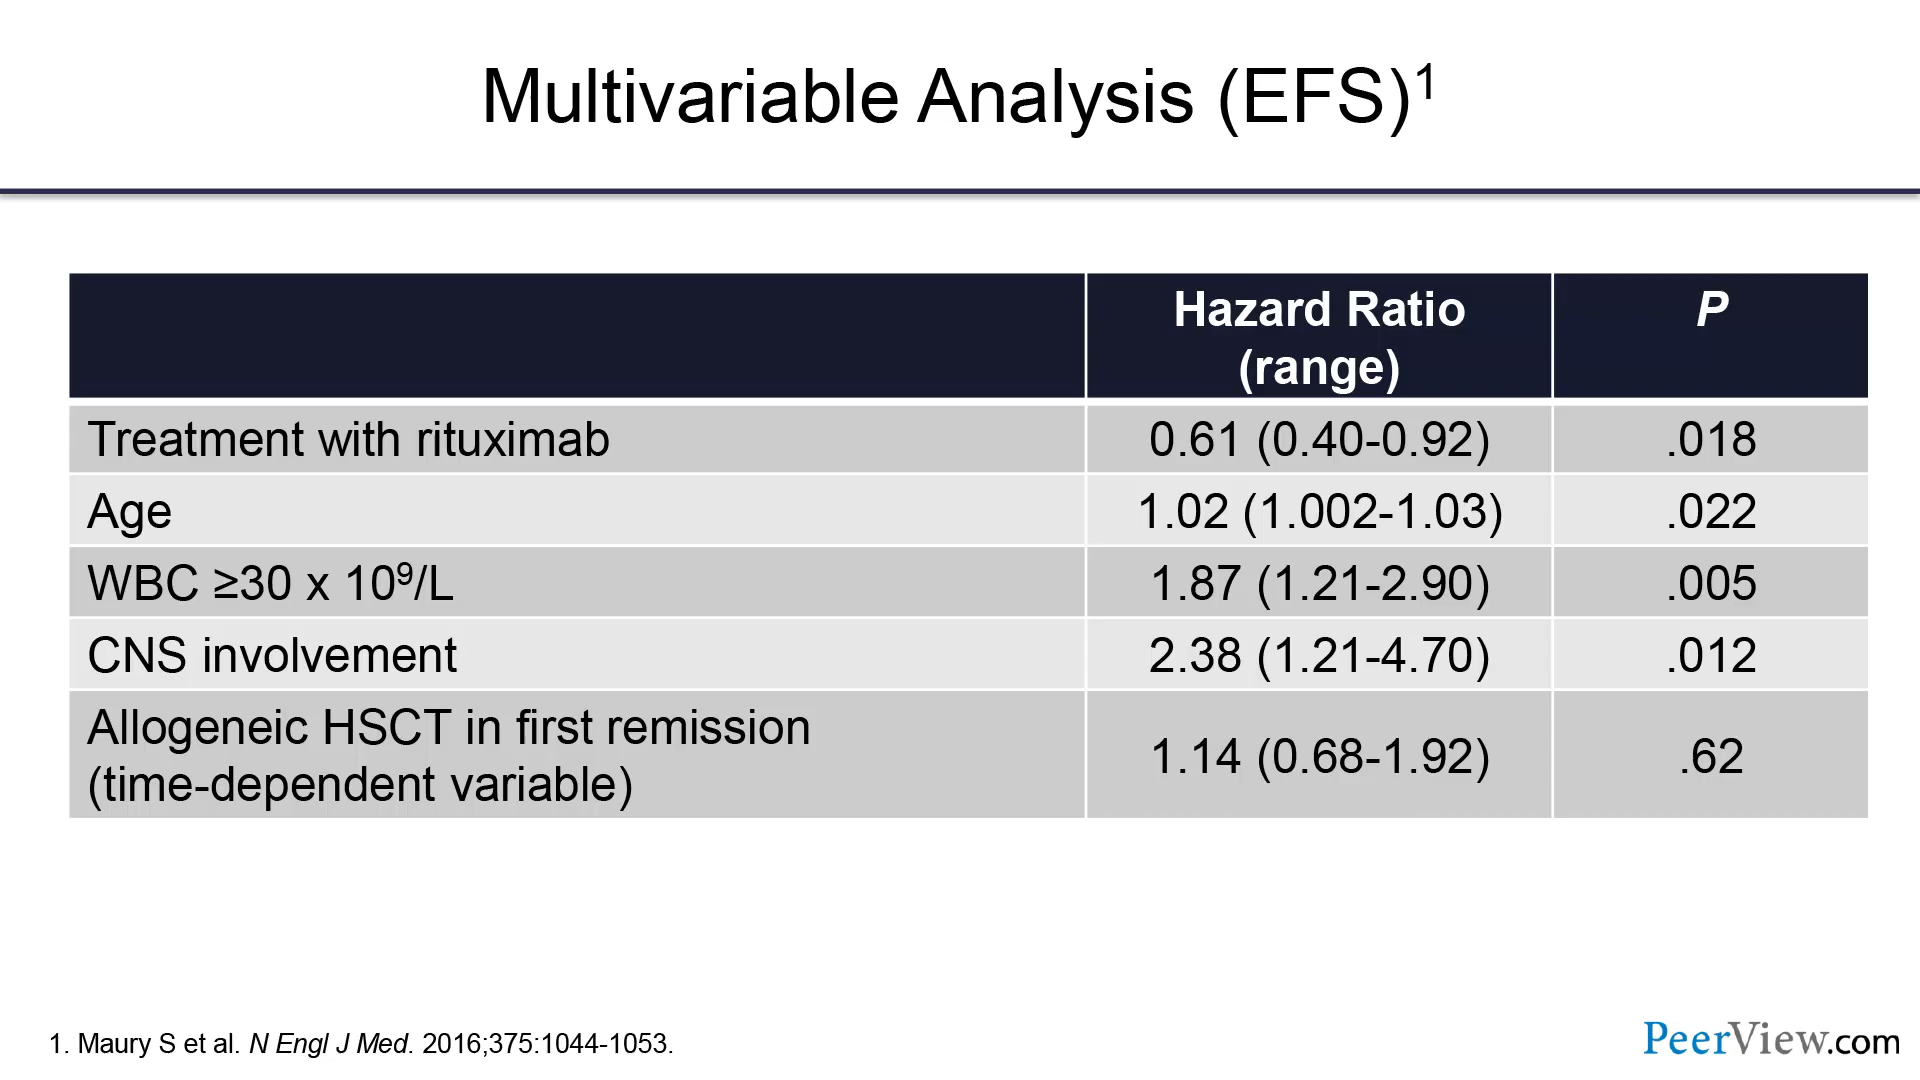 Multivariable Analysis (EFS)¹
Hazard Ratio
(range)
P
Treatment with rituximab 0.61 (0.40-0.92) .018
Age 1.02 (1.002-1.03) .022
WBC ≥30 x 10⁹/L 1.87 (1.21-2.90) .005
CNS involvement 2.38 (1.21-4.70) .012
Allogeneic HSCT in first remission
(time-dependent variable) 1.14 (0.68-1.92) .62
1. Maury S et al. N Engl J Med. 2016;375:1044-1053.
PeerView.com